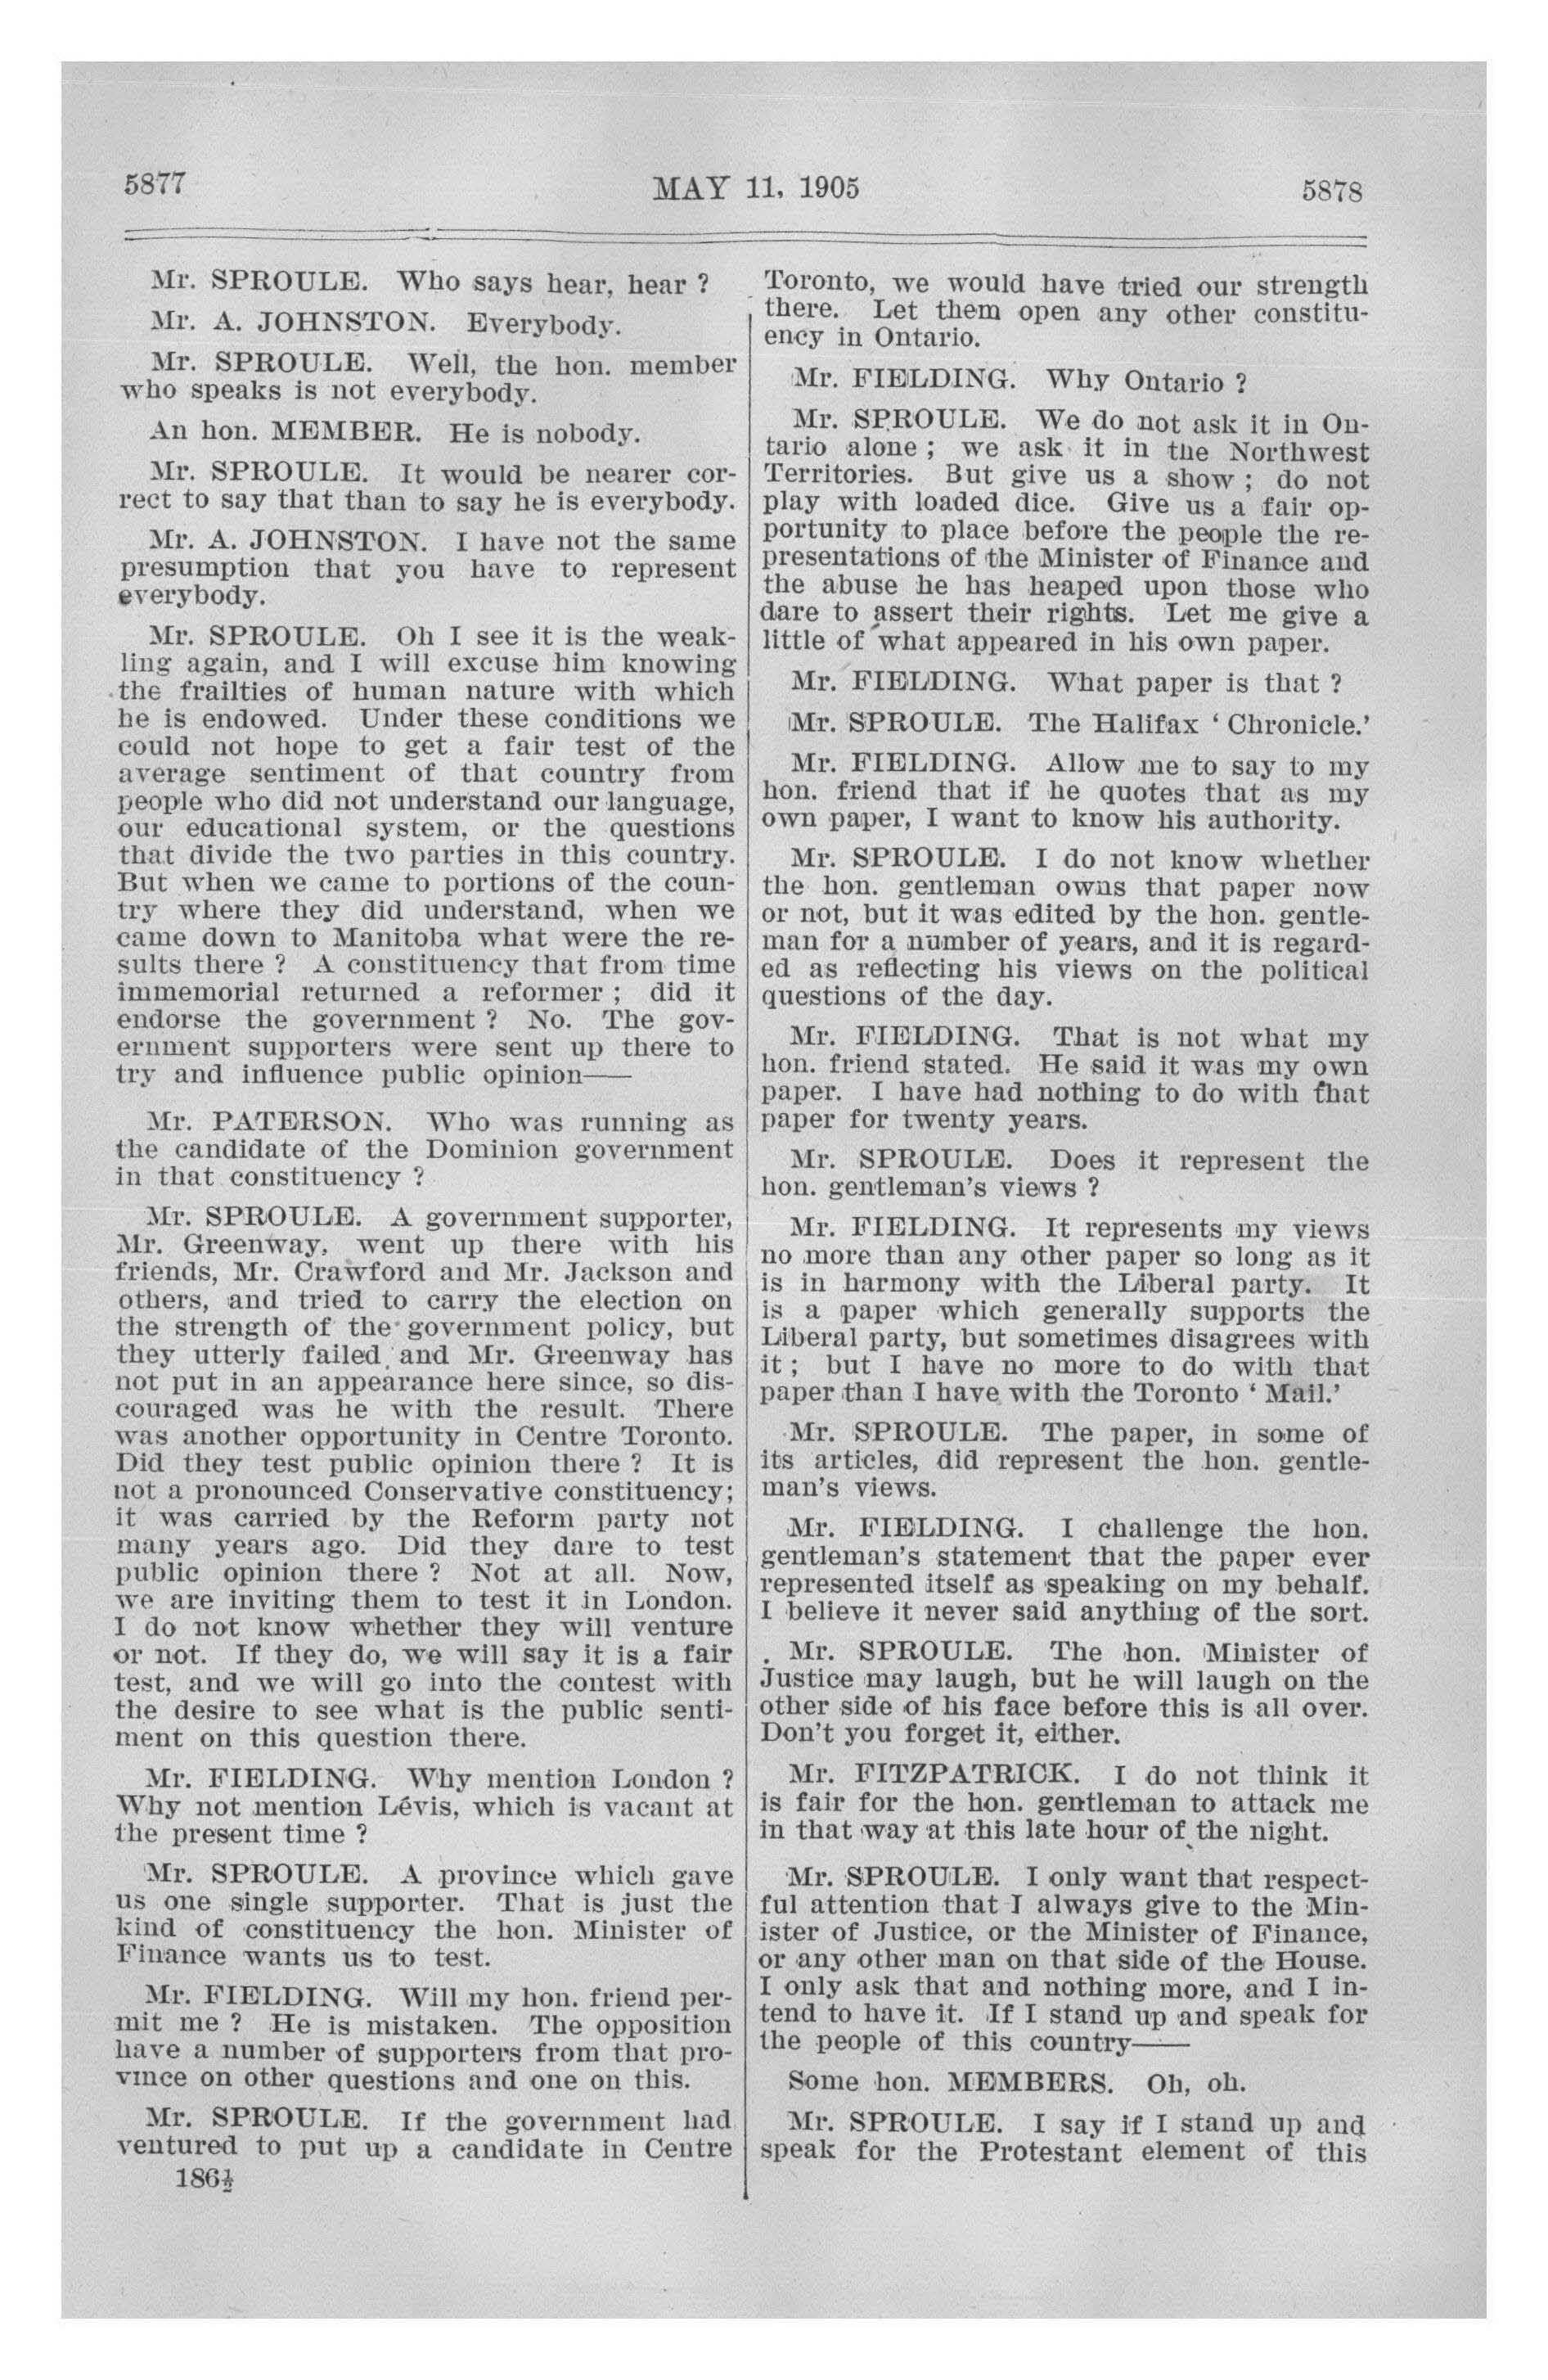 5877
MAY 11, 1905
5878
Mr. SPROULE. Who says hear, hear ?
Mr. A. JOHNSTON. Everybody.
Mr. SPROULE. Well, the hon. member
who speaks is not everybody.
An hon. MEMBER. He is nobody.
Mr. SPROULE. It would be nearer cor-
rect to say that than to say he is everybody.
Mr. A. JOHNSTON. I have not the same
presumption that you have to represent
everybody.
Mr. SPROULE. Oh I see it is the weak-
ling again, and I will excuse him knowing
the frailties of human nature with which
he is endowed. Under these conditions we
could not hope to get a fair test of the
average sentiment of that country from
people who did not understand our language,
our educational system, or the questions
that divide the two parties in this country.
But when we came to portions of the coun-
try where they did understand, when we
came down to Manitoba what were the re-
sults there ? A constituency that from time
immemorial returned a reformer ; did it
endorse the government ? No. The gov-
ernment supporters were sent up there to
try and influence public opinion——
Mr. PATERSON. Who was running as
the candidate of the Dominion government
in that constituency ?
Mr. SPROULE. A government supporter,
Mr. Greenway, went up there with his
friends, Mr. Crawford and Mr. Jackson and
others, and tried to carry the election on
the strength of the government policy, but
they utterly failed and Mr. Greenway has
not put in an appearance here since, so dis-
couraged was he with the result. There
was another opportunity in Centre Toronto.
Did they test public opinion there ? It is
not a pronounced Conservative constituency;
it was carried by the Reform party not
many years ago. Did they dare to test
public opinion there ? Not at all. Now,
we are inviting them to test it in London.
I do not know whether they will venture
or not. If they do, we will say it is a fair
test, and we will go into the contest with
the desire to see what is the public senti-
ment on this question there.
Mr. FIELDING. Why mention London ?
Why not mention Lévis, which is vacant at
the present time ?
Mr. SPROULE. A province which gave
us one single supporter. That is just the
kind of constituency the hon. Minister of
Finance wants us to test.
Mr. FIELDING. Will my hon. friend per-
mit me ? He is mistaken. The opposition
have a number of supporters from that pro-
vince on other questions and one on this.
Mr. SPROULE. If the government had
ventured to put up a candidate in Centre
186½
Toronto, we would have tried our strength
there. Let them open any other constitu-
ency in Ontario.
Mr. FIELDING. Why Ontario ?
Mr. SPROULE. We do not ask it in On-
tario alone ; we ask it in the Northwest
Territories. But give us a show ; do not
play with loaded dice. Give us a fair op-
portunity to place before the people the re-
presentations of the Minister of Finance and
the abuse he has heaped upon those who
dare to assert their rights. Let me give a
little of what appeared in his own paper.
Mr. FIELDING. What paper is that ?
Mr. SPROULE. The Halifax ‘ Chronicle.’
Mr. FIELDING. Allow me to say to my
hon. friend that if he quotes that as my
own paper, I want to know his authority.
Mr. SPROULE. I do not know whether
the hon. gentleman owns that paper now
or not, but it was edited by the hon. gentle-
man for a number of years, and it is regard-
ed as reflecting his views on the political
questions of the day.
Mr. FIELDING. That is not what my
hon. friend stated. He said it was my own
paper. I have had nothing to do with that
paper for twenty years.
Mr. SPROULE. Does it represent the
hon. gentleman's views ?
Mr. FIELDING. It represents my views
no more than any other paper so long as it
is in harmony with the Liberal party. It
is a paper which generally supports the
Liberal party, but sometimes disagrees with
it ; but I have no more to do with that
paper than I have with the Toronto ‘ Mail.’
Mr. SPROULE. The paper, in some of
its articles, did represent the hon. gentle-
man's views.
Mr. FIELDING. I challenge the hon.
gentleman's statement that the paper ever
represented itself as speaking on my behalf.
I believe it never said anything of the sort.
Mr. SPROULE. The hon. Minister of
Justice may laugh, but he will laugh on the
other side of his face before this is all over.
Don't you forget it, either.
Mr. FITZPATRICK. I do not think it
is fair for the hon. gentleman to attack me
in that way at this late hour of the night.
Mr. SPROULE. I only want that respect-
ful attention that I always give to the Min-
ister of Justice, or the Minister of Finance,
or any other man on that side of the House.
I only ask that and nothing more, and I in-
tend to have it. If I stand up and speak for
the people of this country——
Some hon. MEMBERS. Oh, oh.
Mr. SPROULE. I say if I stand up and
speak for the Protestant element of this